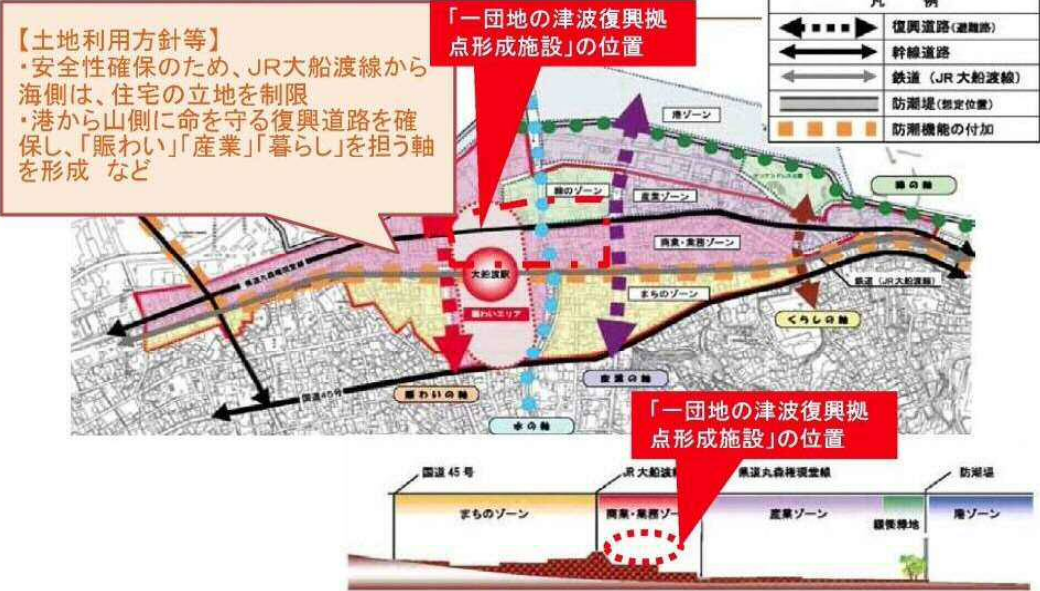 【土地利用方針等】
・安全性確保のため、JR大船渡線から
海側は、住宅の立地を制限
・港から山側に命を守る復興道路を確
保し、「賑わい」「産業」「暮らし」を担う軸
を形成 など
「一団地の津波復興拠
点形成施設」の位置
凡 例
復興道路(避難路)
幹線道路
鉄道(JR大船渡線)
防潮堤(想定位置)
防潮機能の付加
港ゾーン
緑のゾーン
産業ゾーン
緑の軸
商業・業務ゾーン
県道丸森権現堂線
大船渡駅
鉄道(JR大船渡線)
まちのゾーン
賑わいエリア
くらしの軸
国道45号
賑わいの軸
産業の軸
水の軸
「一団地の津波復興拠
点形成施設」の位置
国道45号
JR大船渡
県道丸森権現堂線
防潮堤
まちのゾーン
商業・業務ゾー
産業ゾーン
緩衝緑地
港ゾーン